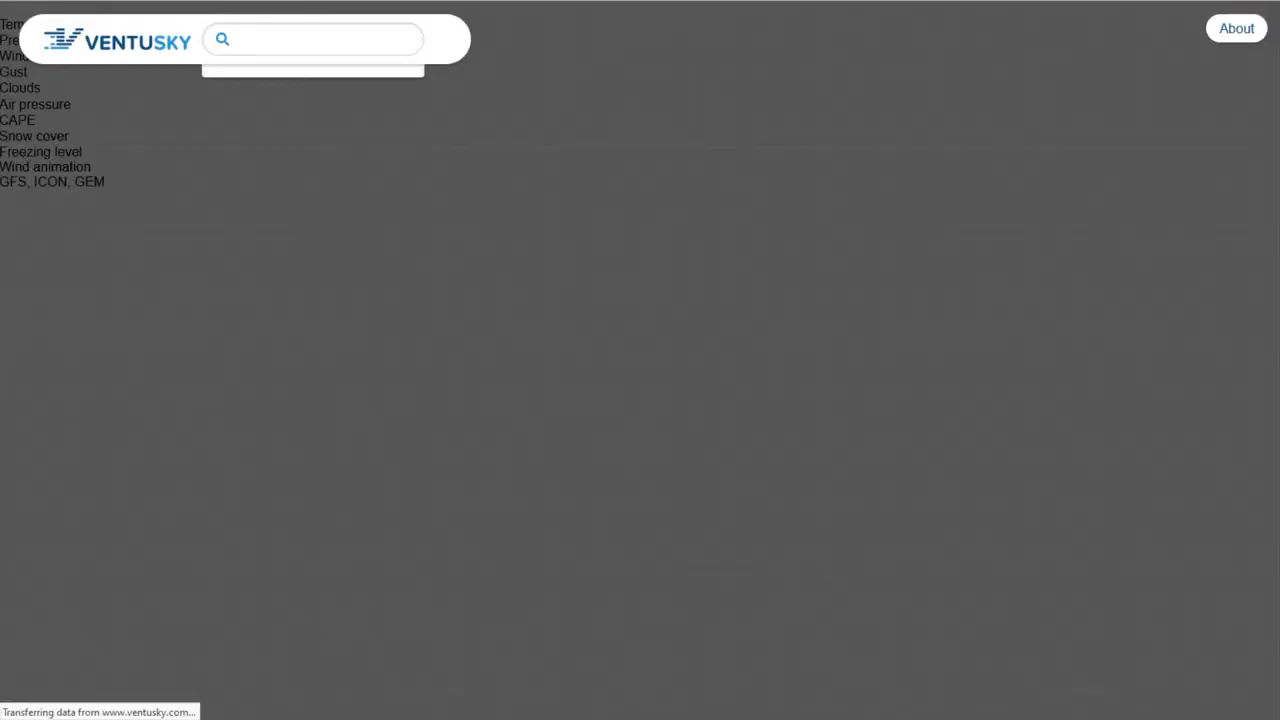 VENTUSKY
About
Gust
Clouds
Air pressure
CAPE
Snow cover
Freezing level
Wind animation
GFS, ICON, GEM
Transferring data from www.ventusky.com...